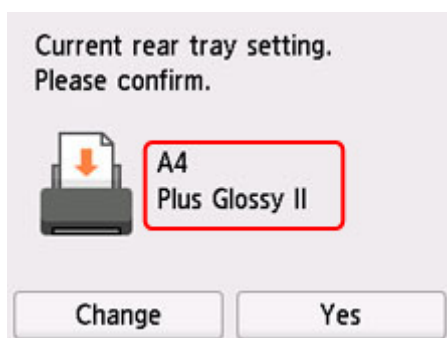 Current rear tray setting.
Please confirm.
A4
Plus Glossy II
Change
Yes